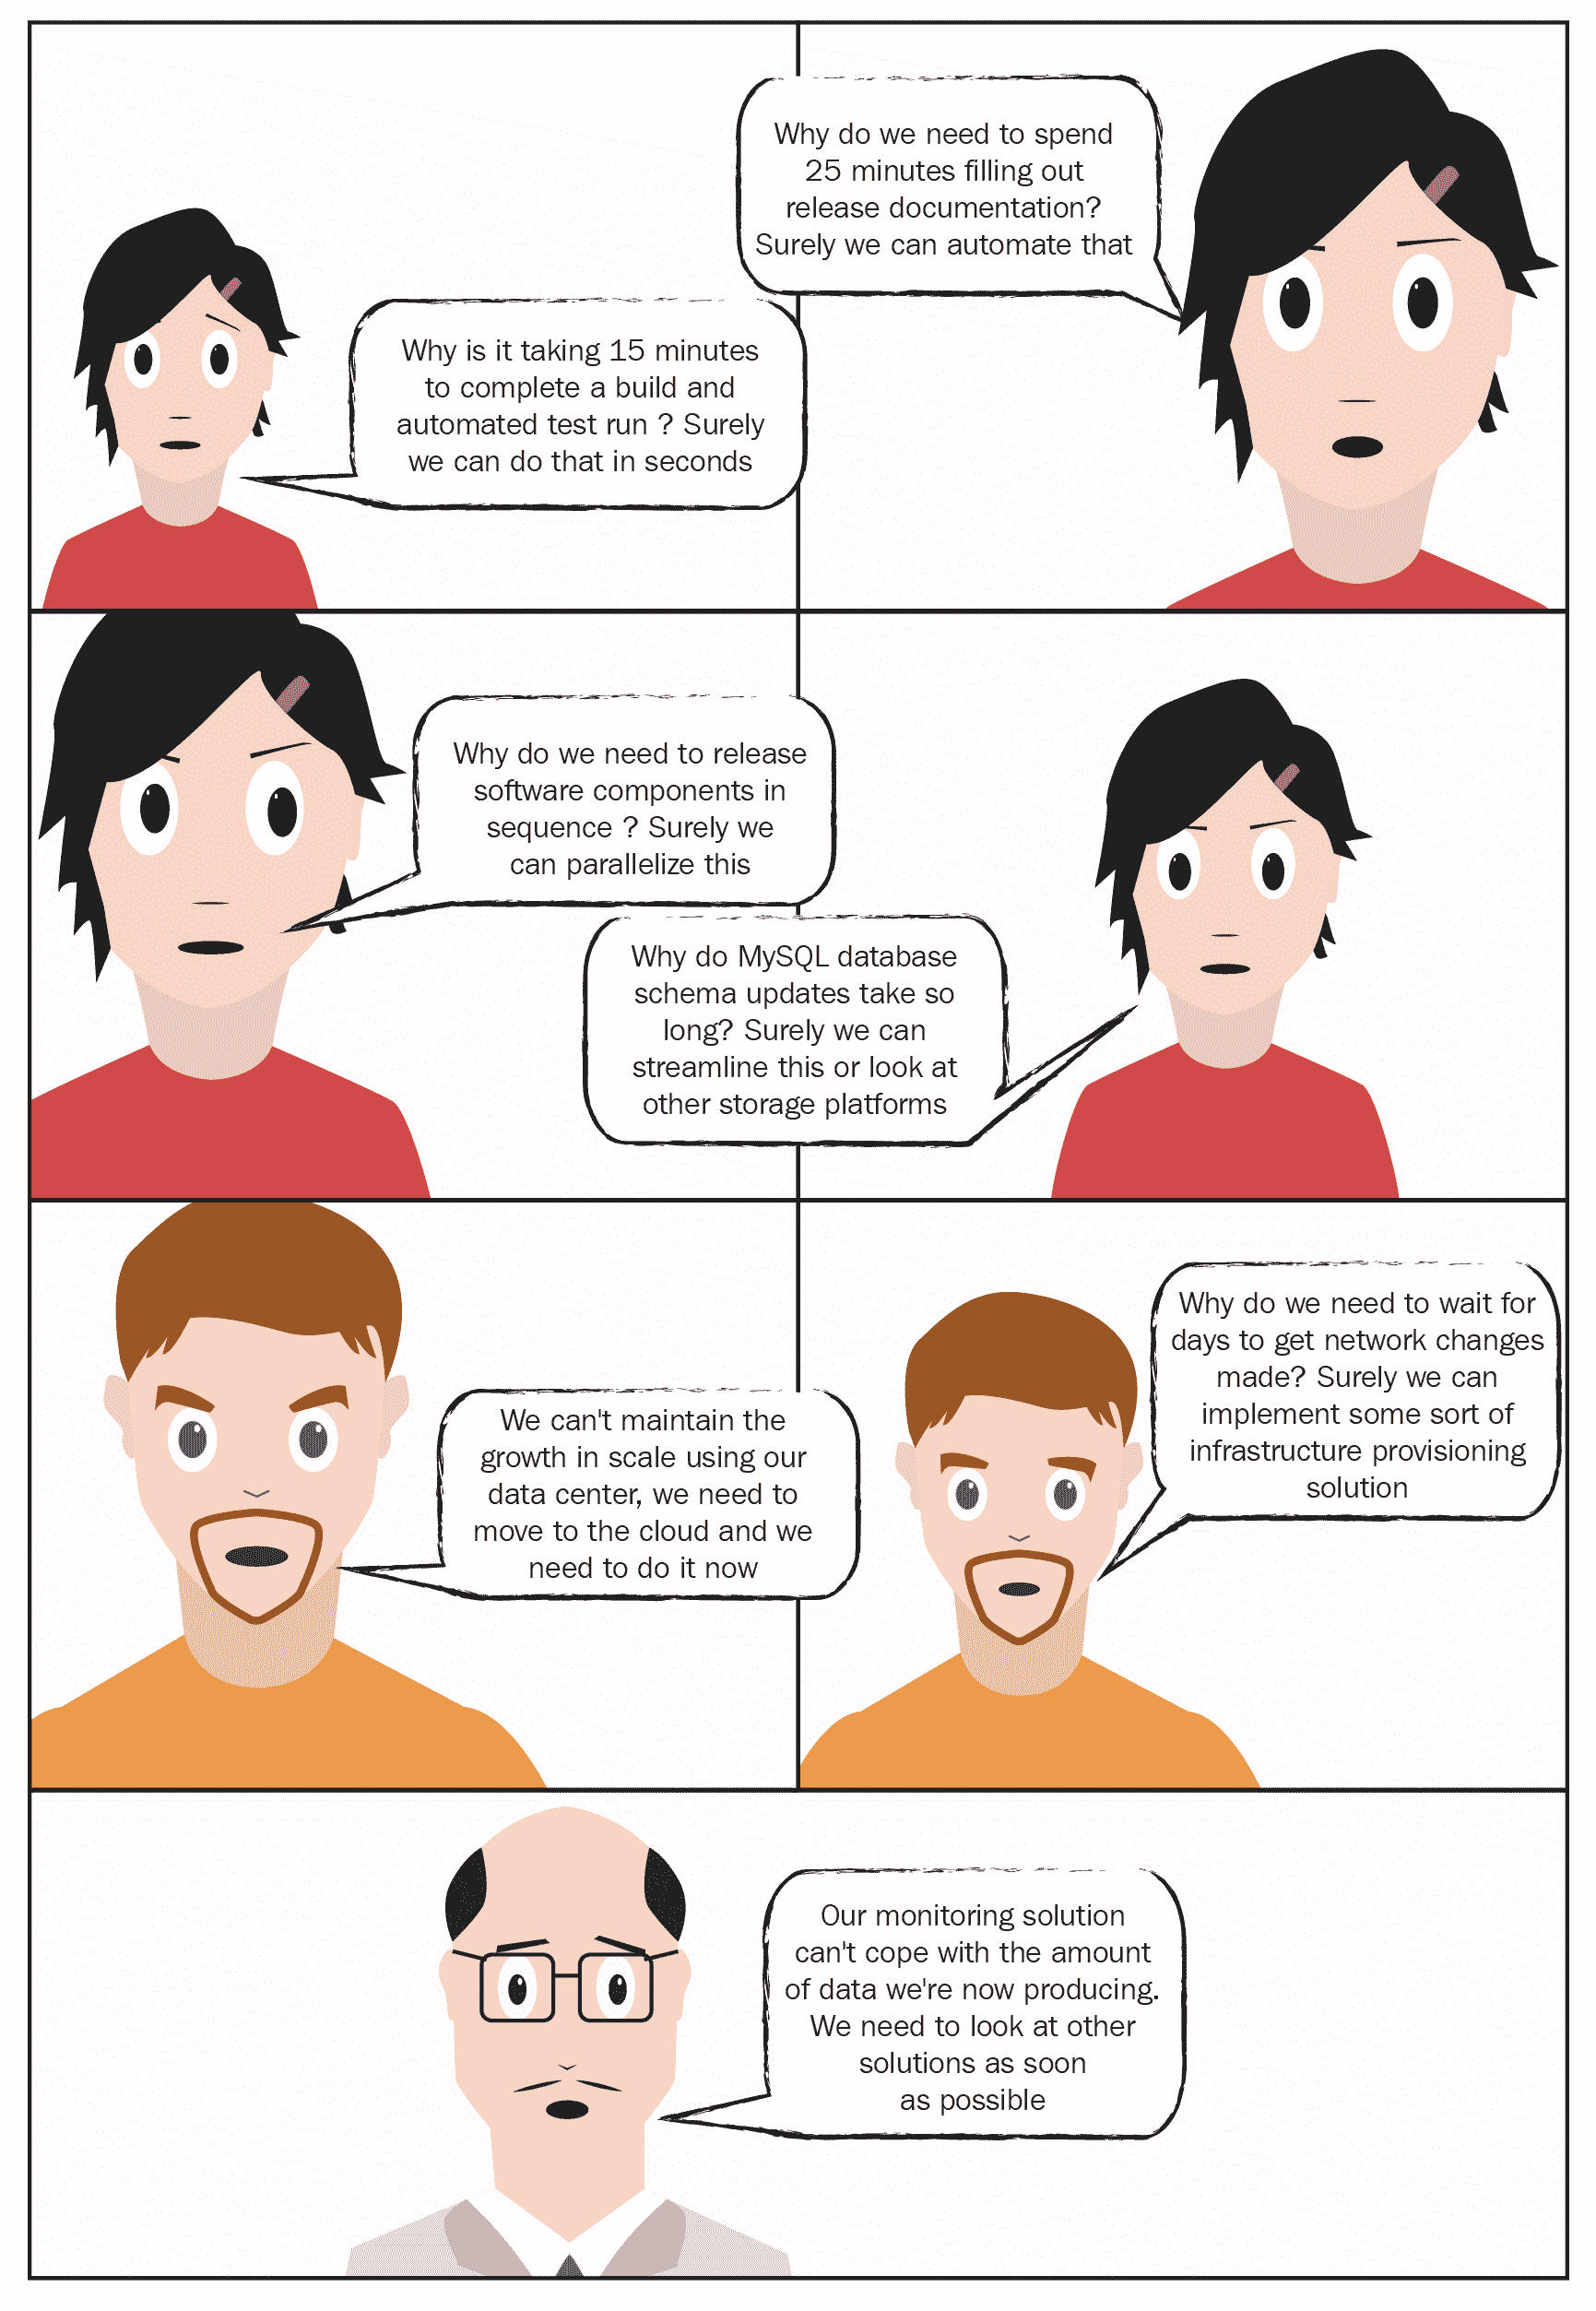 Why is it taking 15 minutes
to complete a build and
automated test run ? Surely
we can do that in seconds
Why do we need to spend
25 minutes filling out
release documentation?
Surely we can automate that
Why do we need to release
software components in
sequence ? Surely we
can parallelize this
Why do MySQL database
schema updates take so
long? Surely we can
streamline this or look at
other storage platforms
We can't maintain the
growth in scale using our
data center, we need to
move to the cloud and we
need to do it now
Why do we need to wait for
days to get network changes
made? Surely we can
implement some sort of
infrastructure provisioning
solution
Our monitoring solution
can't cope with the amount
of data we're now producing.
We need to look at other
solutions as soon
as possible